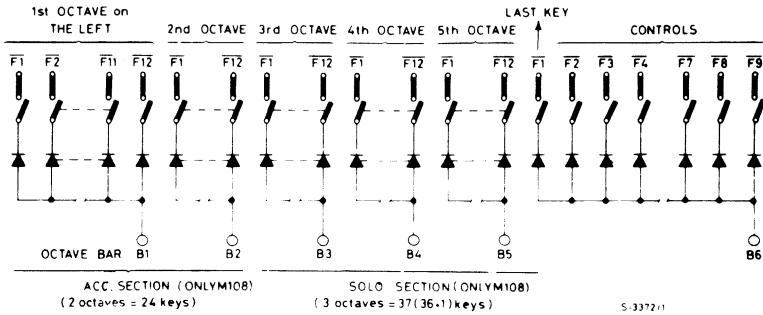 1st OCTAVE on
THE LEFT
2nd OCTAVE 3rd OCTAVE 4th OCTAVE 5th OCTAVE
LAST KEY
CONTROLS
F1 F2 F11 F12 F1 F12 F1 F12 F1 F12 F1 F12 F1 F2 F3 F4 F7 F8 F9
OCTAVE BAR B1 B2 B3 B4 B5 B6
ACC. SECTION (ONLYM108)
(2 octaves = 24 keys)
SOLO SECTION (ONLYM108)
(3 octaves = 37(36+1) keys)
S-3372/1